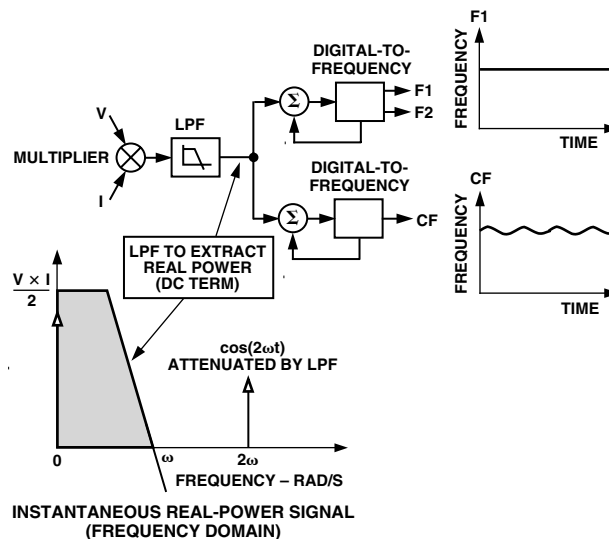 F1
DIGITAL-TO-
FREQUENCY
FREQUENCY
V
LPF
Σ
F1
F2
MULTIPLIER
TIME
I
DIGITAL-TO-
FREQUENCY
CF
Σ
CF
FREQUENCY
LPF TO EXTRACT
REAL POWER
(DC TERM)
TIME
V × I
2
cos(2ωt)
ATTENUATED BY LPF
0
ω
2ω
FREQUENCY – RAD/S
INSTANTANEOUS REAL-POWER SIGNAL
(FREQUENCY DOMAIN)